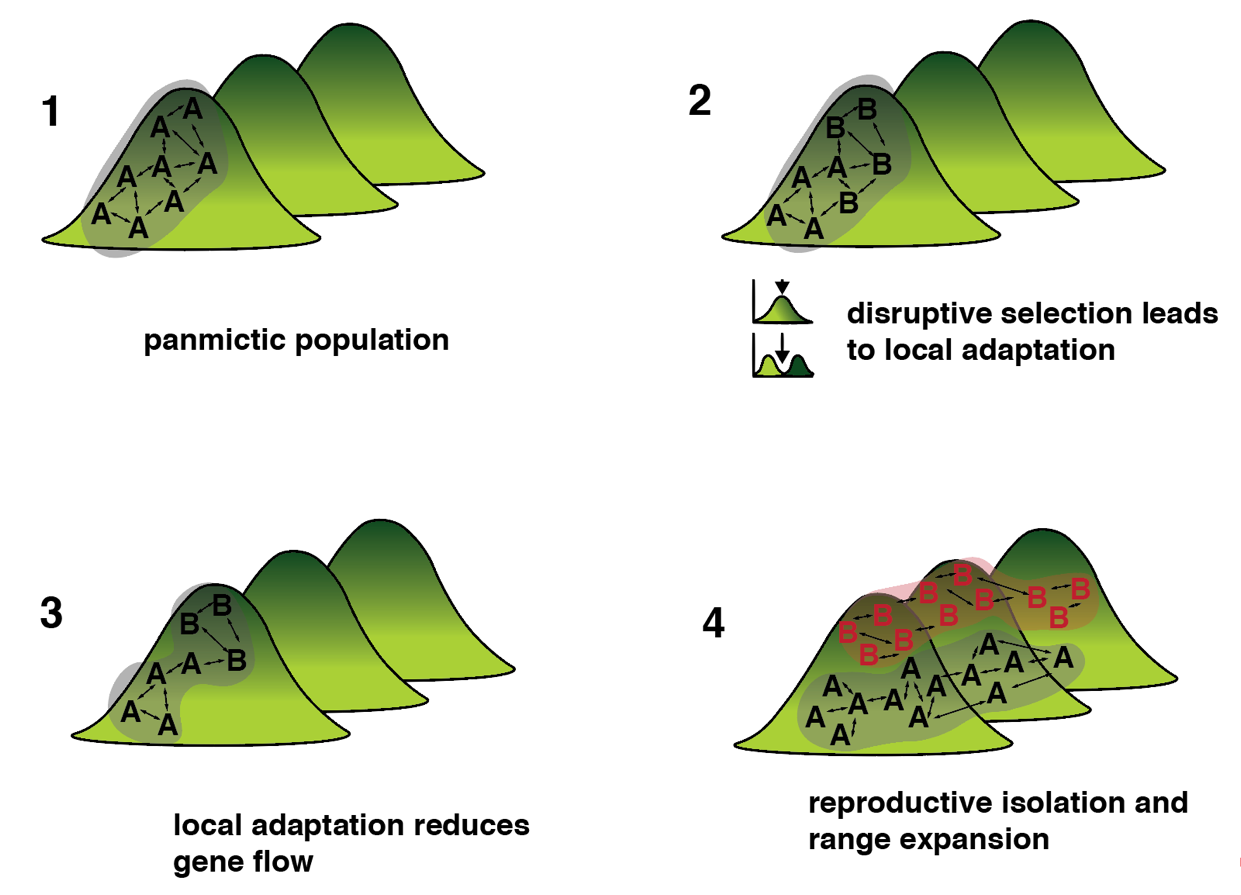 1
A
A
A A
A
A
A
A
panmictic population
2
B
B
A B
A
B
A
A
disruptive selection leads
to local adaptation
3
B
B
A A B
A
A
local adaptation reduces
gene flow
4
B
B B B B
B B B
B B
B
A A
A A A
A A A
A A
A A
A
reproductive isolation and
range expansion